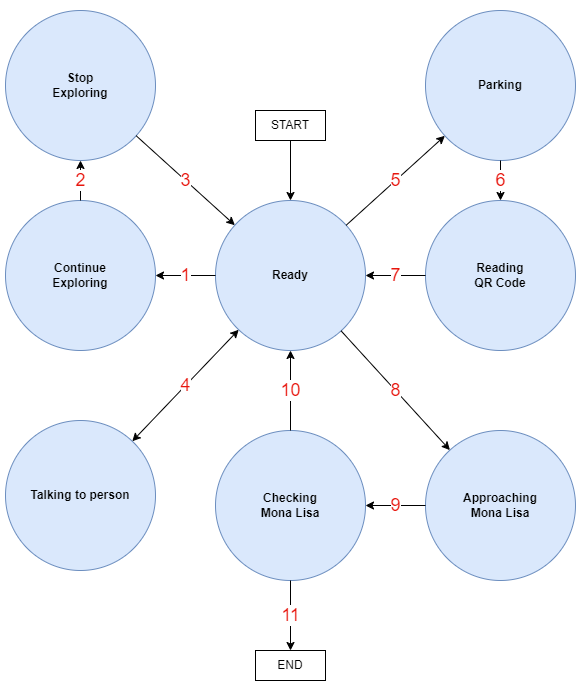 Stop
Exploring
Parking
START
2
3
5
6
Continue
Exploring
1
Ready
7
Reading
QR Code
4
10
8
Talking to person
Checking
Mona Lisa
9
Approaching
Mona Lisa
11
END